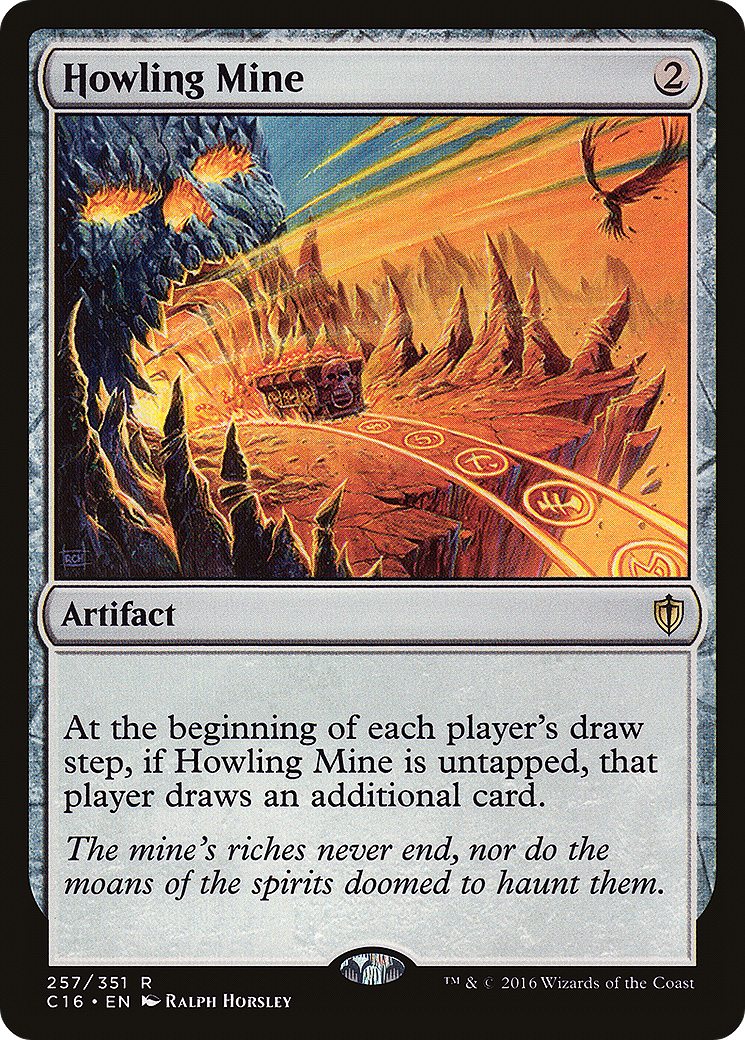 Howling Mine 2
RCH
Artifact
At the beginning of each player's draw
step, if Howling Mine is untapped, that
player draws an additional card.
The mine's riches never end, nor do the
moans of the spirits doomed to haunt them.
257/351 R
C16 • EN Ralph Horsley
™ & © 2016 Wizards of the Coast